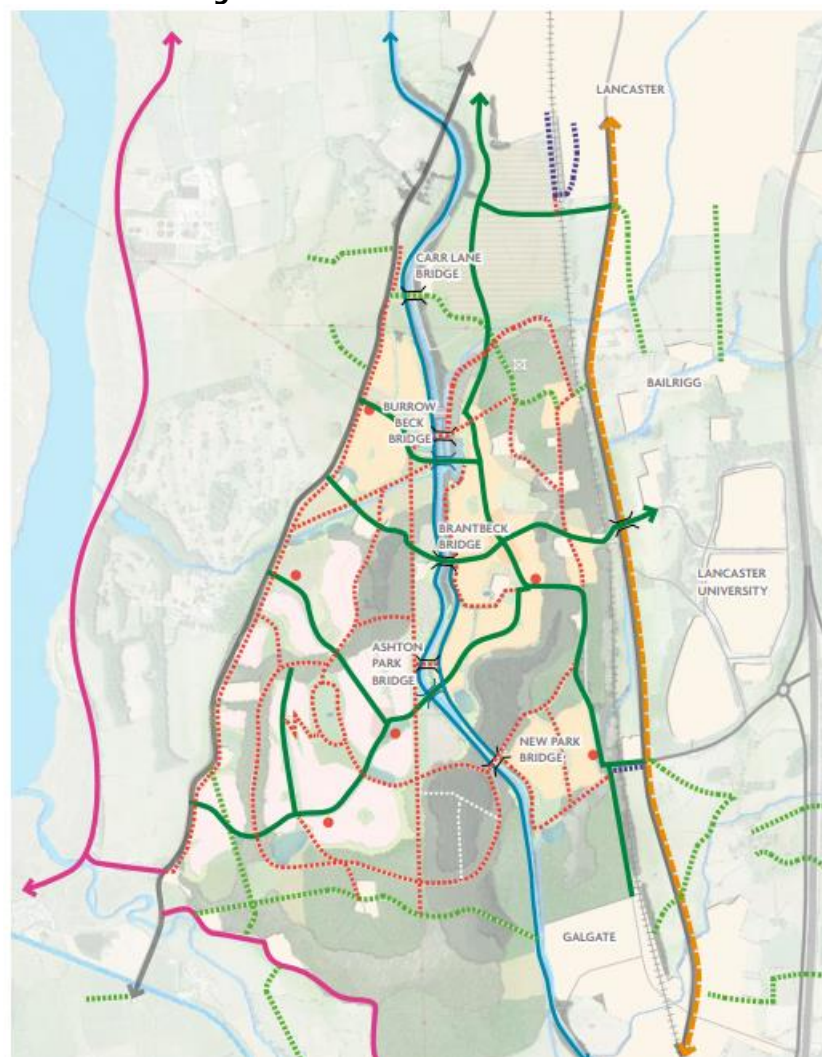 LANCASTER
CARR LANE
BRIDGE
BAILRIGG
BURROW
BECK
BRIDGE
BRANTBECK
BRIDGE
LANCASTER
UNIVERSITY
ASHTON
PARK
BRIDGE
NEW PARK
BRIDGE
GALGATE